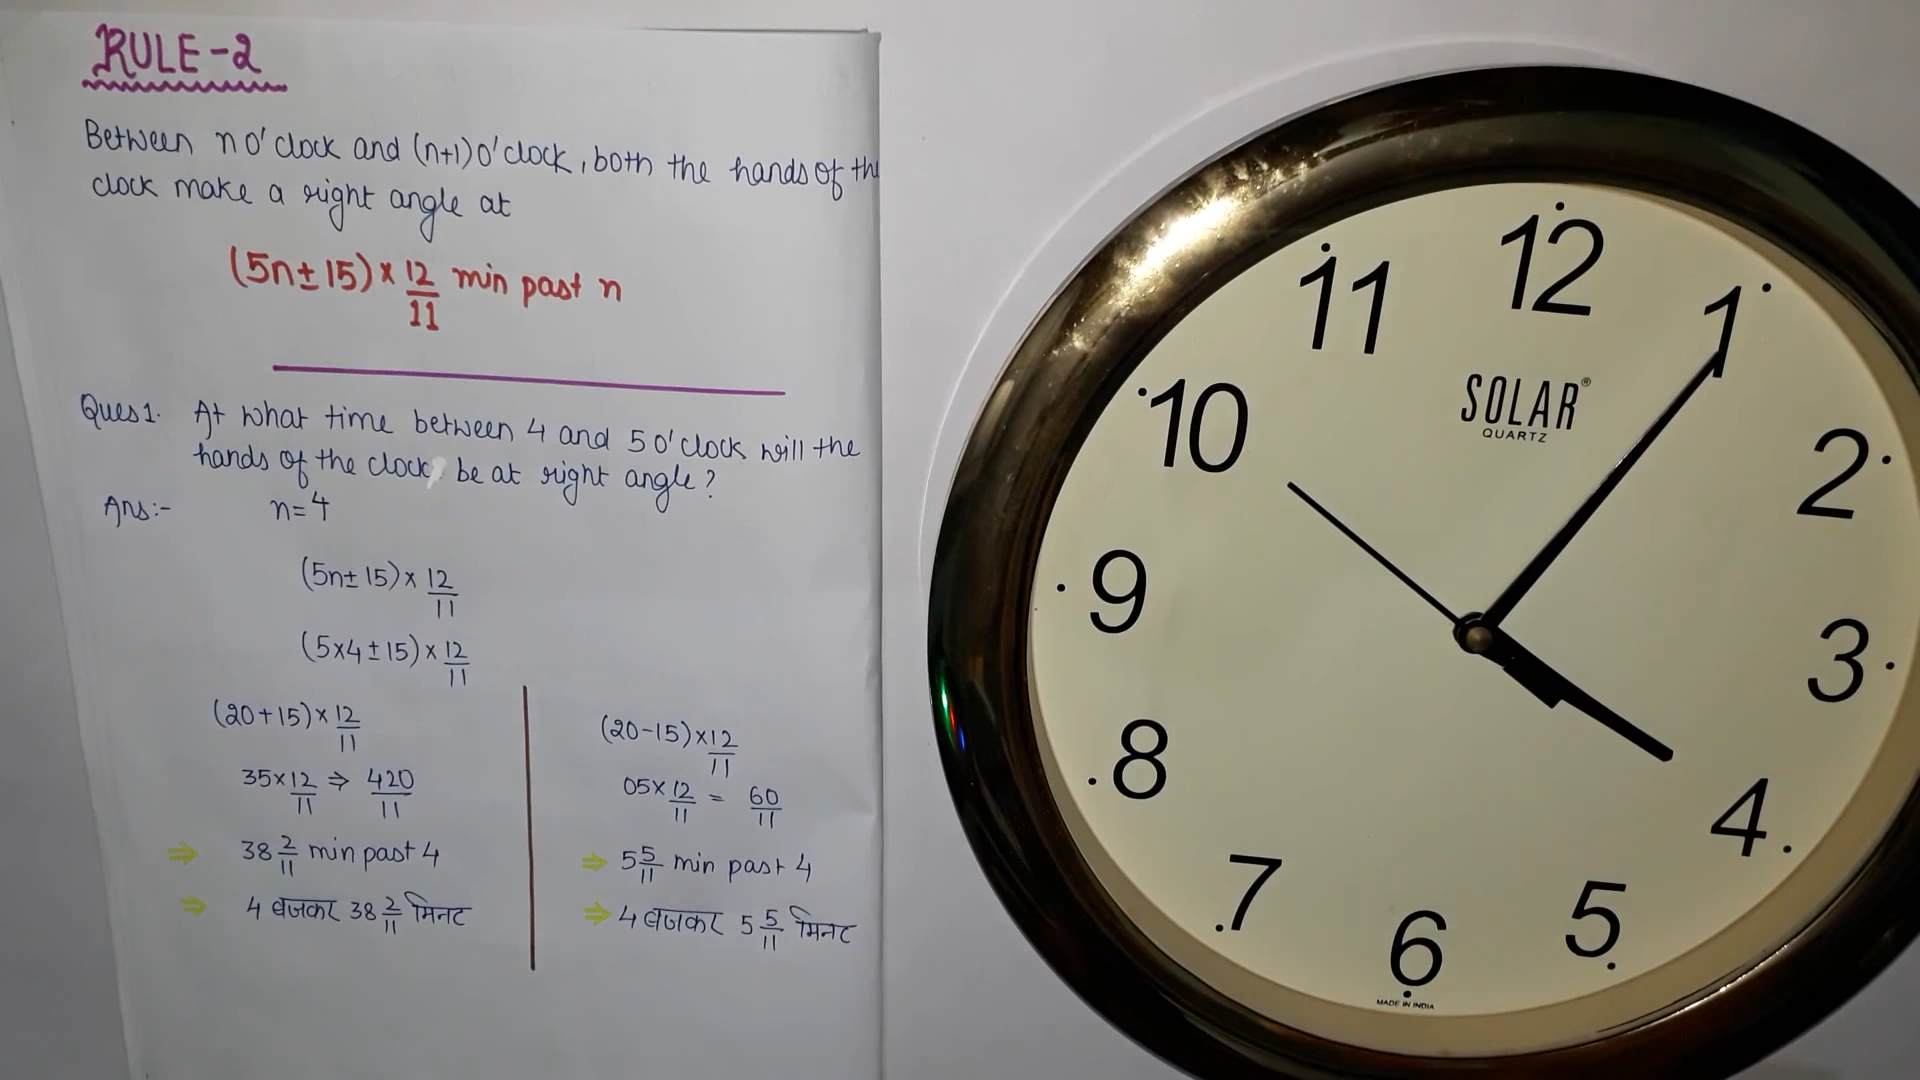 RULE-2
Between n O'clock and (n+1) O'clock, both the hands of the
clock make a right angle at
(5n±15)×12/11 min past n
Ques 1. At what time between 4 and 5 O'clock will the
hands of the clock be at right angle?
Ans:- n=4
(5n±15)×12/11
(5×4±15)×12/11
(20+15)×12/11
35×12/11 ⇒ 420/11
⇒ 38 2/11 min past 4
⇒ 4 बजकर 38 2/11 मिनट
(20-15)×12/11
05×12/11 = 60/11
⇒ 5 5/11 min past 4
⇒ 4 बजकर 5 5/11 मिनट
12
1
2
3
4
5
6
7
8
9
10
11
SOLAR®
QUARTZ
MADE IN INDIA